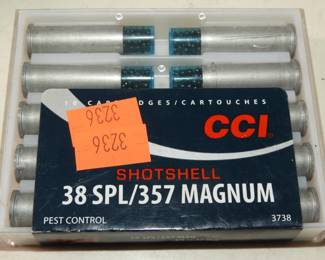 10 CARTRIDGES/CARTOUCHES
3236
3236
CCI
SHOTSHELL
38 SPL/357 MAGNUM
PEST CONTROL 3738